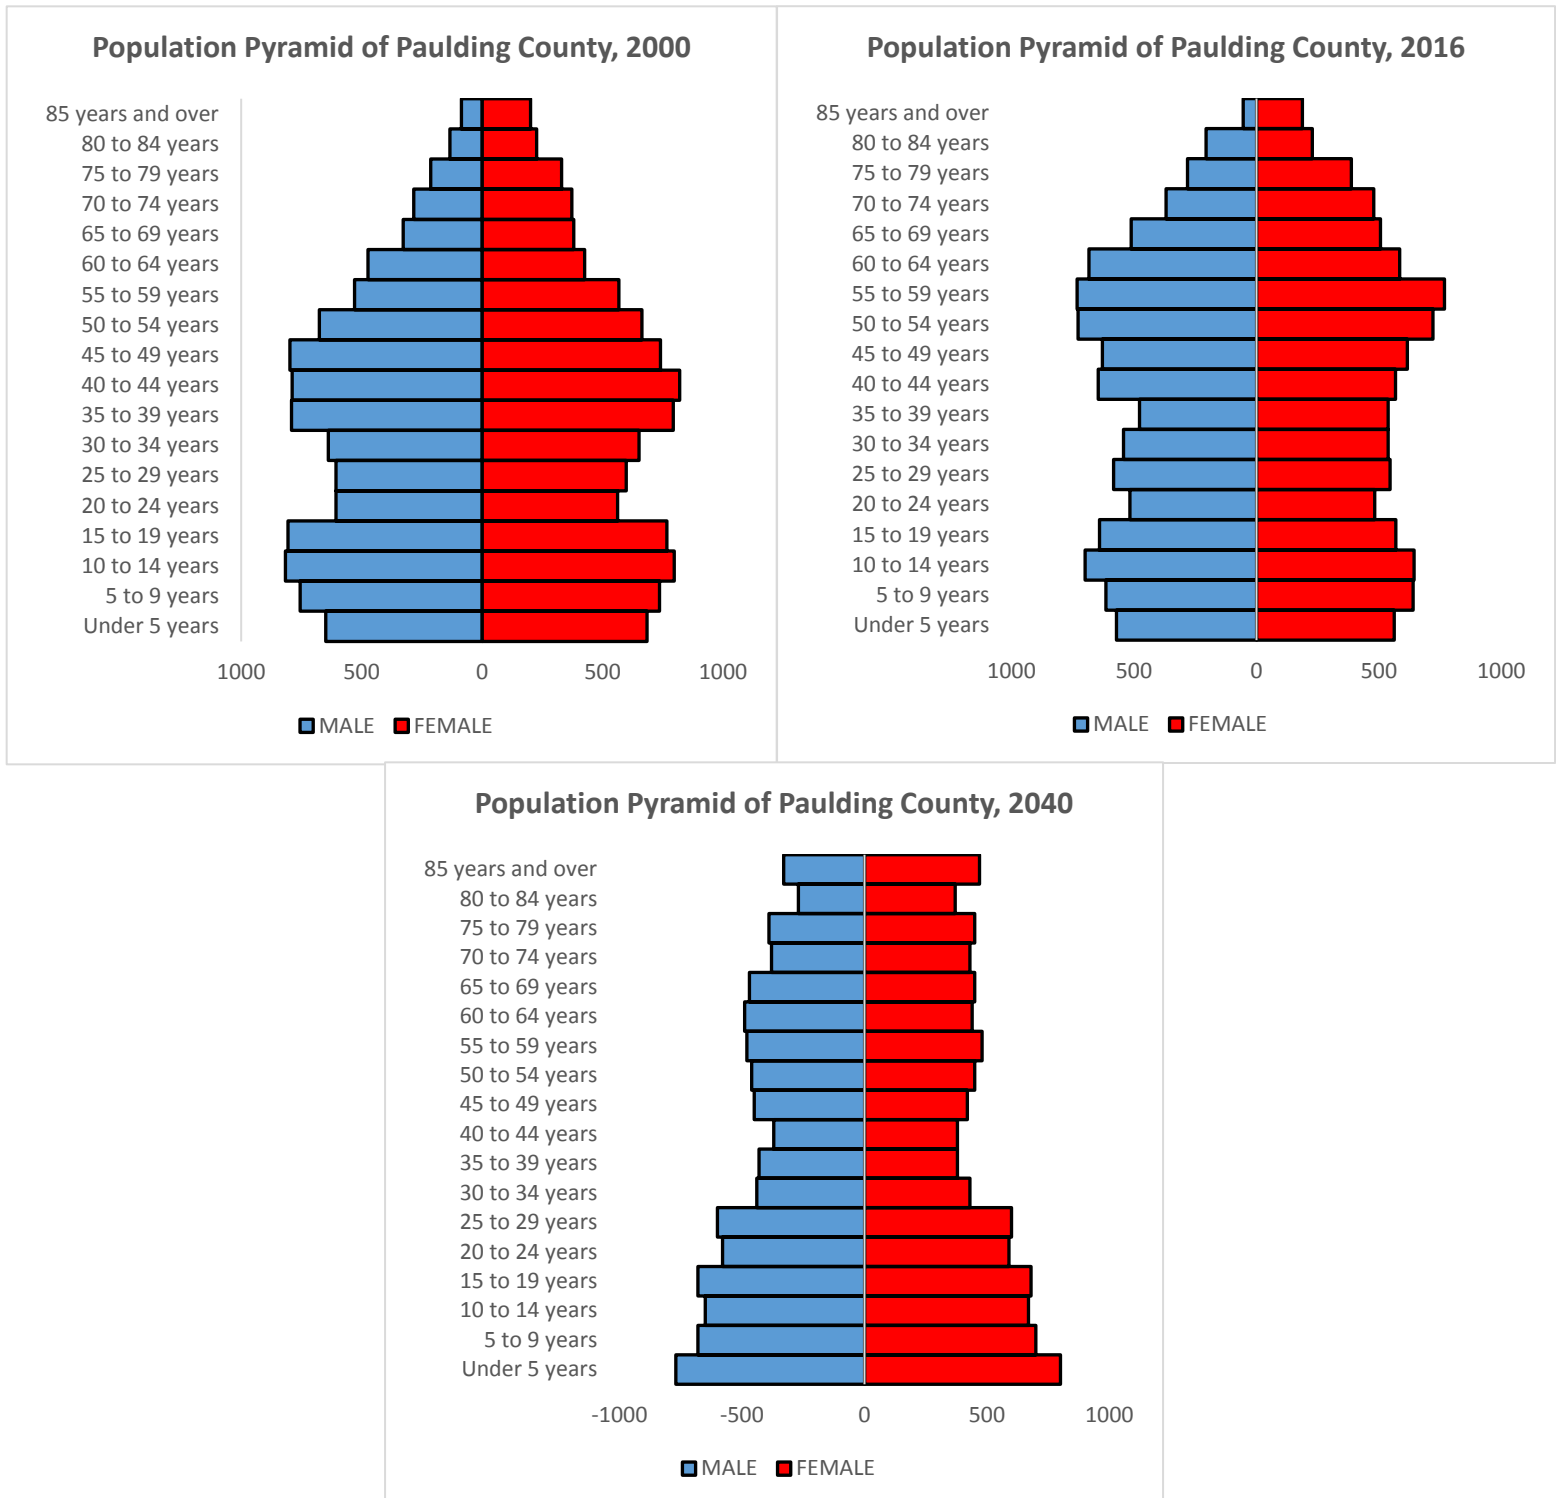 Population Pyramid of Paulding County, 2000
85 years and over
80 to 84 years
75 to 79 years
70 to 74 years
65 to 69 years
60 to 64 years
55 to 59 years
50 to 54 years
45 to 49 years
40 to 44 years
35 to 39 years
30 to 34 years
25 to 29 years
20 to 24 years
15 to 19 years
10 to 14 years
5 to 9 years
Under 5 years
1000 500 0 500 1000
MALE FEMALE
Population Pyramid of Paulding County, 2016
85 years and over
80 to 84 years
75 to 79 years
70 to 74 years
65 to 69 years
60 to 64 years
55 to 59 years
50 to 54 years
45 to 49 years
40 to 44 years
35 to 39 years
30 to 34 years
25 to 29 years
20 to 24 years
15 to 19 years
10 to 14 years
5 to 9 years
Under 5 years
1000 500 0 500 1000
MALE FEMALE
Population Pyramid of Paulding County, 2040
85 years and over
80 to 84 years
75 to 79 years
70 to 74 years
65 to 69 years
60 to 64 years
55 to 59 years
50 to 54 years
45 to 49 years
40 to 44 years
35 to 39 years
30 to 34 years
25 to 29 years
20 to 24 years
15 to 19 years
10 to 14 years
5 to 9 years
Under 5 years
-1000 -500 0 500 1000
MALE FEMALE